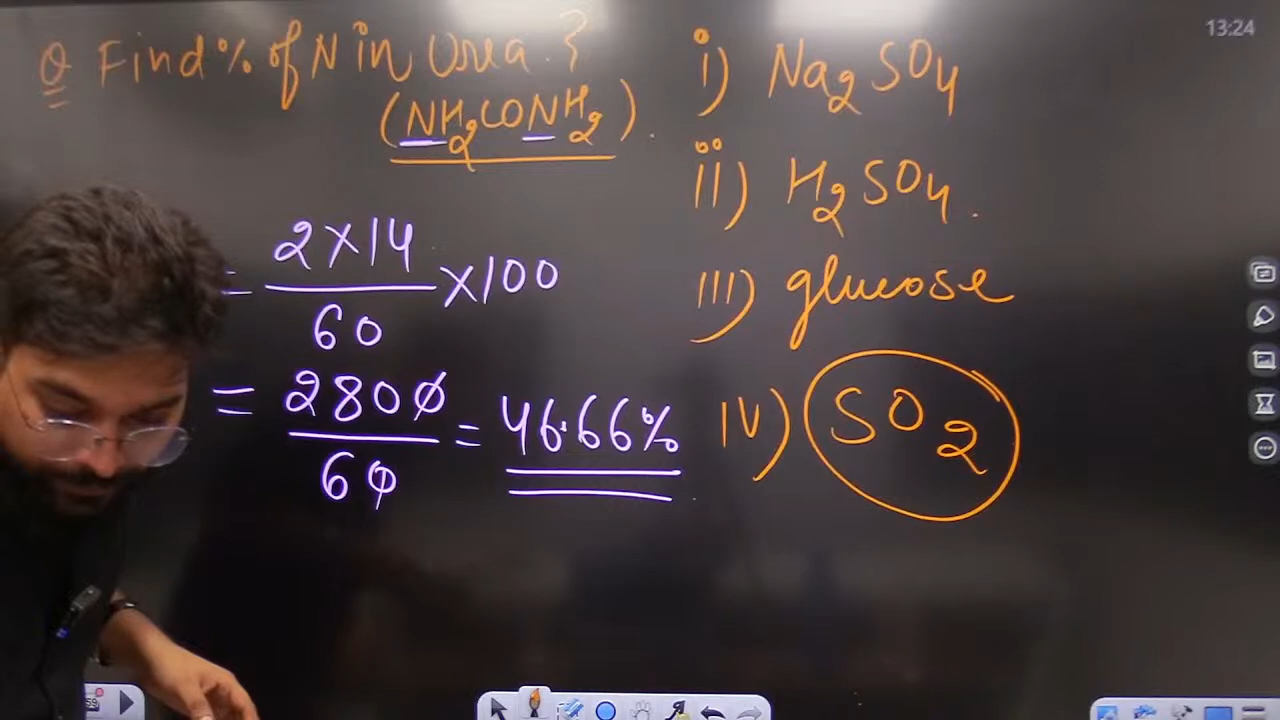 Q Find % of N in Urea ?
(NH₂CONH₂).
= 2×14 / 60 ×100
= 2800 / 60 = 46.66%
i) Na₂SO₄
ii) H₂SO₄.
III) glucose
IV) SO₂
13:24